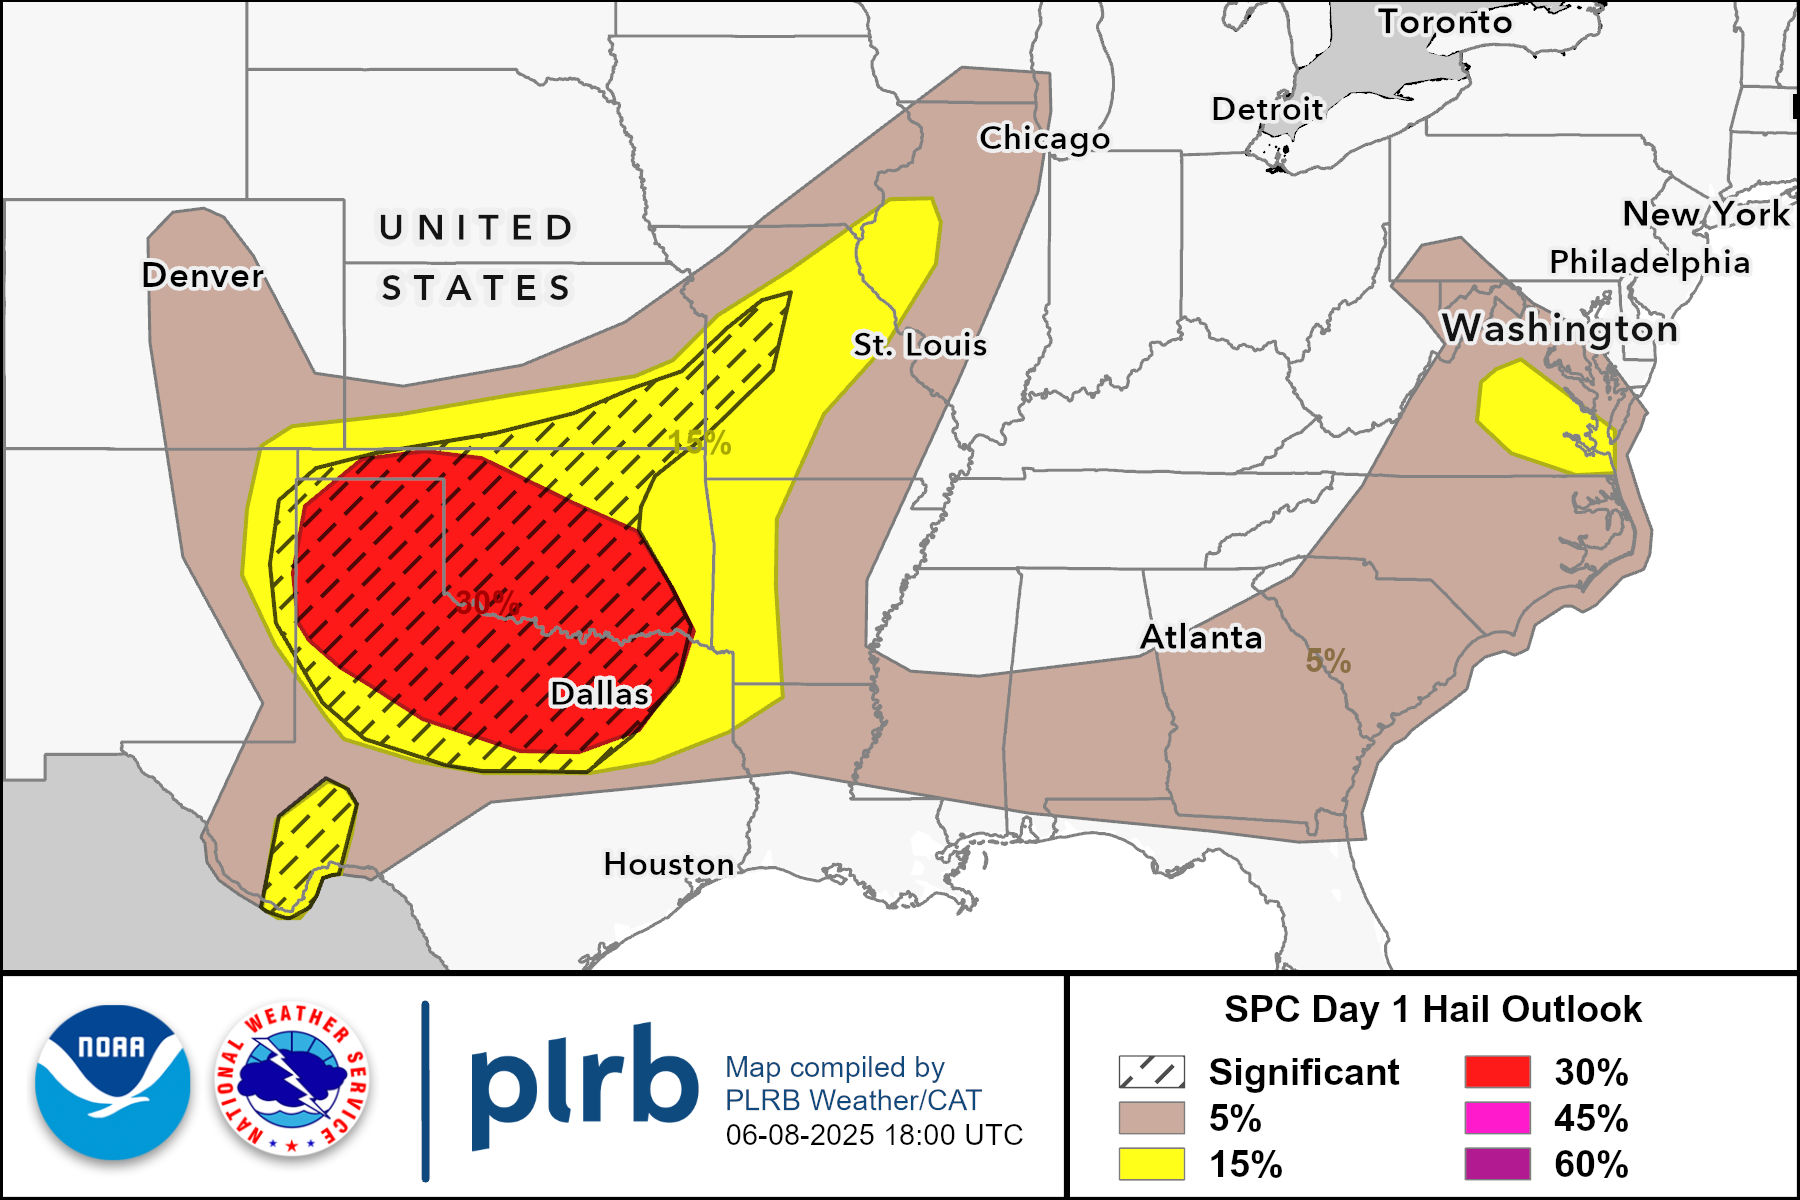 Toronto
Detroit
Chicago
New York
UNITED
STATES
Philadelphia
Denver
Washington
St. Louis
15%
30%
Atlanta
5%
Dallas
Houston
NOAA
NATIONAL WEATHER SERVICE
plrb
Map compiled by
PLRB Weather/CAT
06-08-2025 18:00 UTC
SPC Day 1 Hail Outlook
Significant
5%
15%
30%
45%
60%